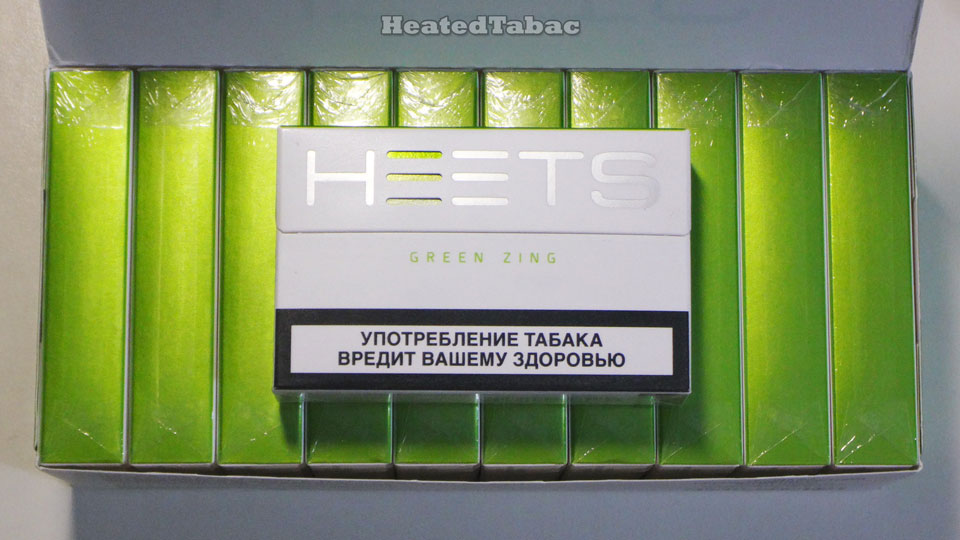 HeatedTabac
HEETS
GREEN ZING
УПОТРЕБЛЕНИЕ ТАБАКА
ВРЕДИТ ВАШЕМУ ЗДОРОВЬЮ